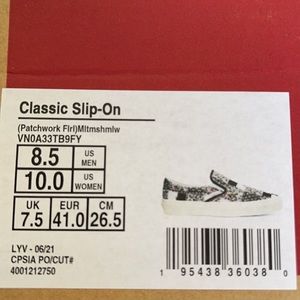 Classic Slip-On
(Patchwork Flrl)Mltmshmlw
VN0A33TB9FY
8.5 US MEN
10.0 US WOMEN
UK EUR CM
7.5 41.0 26.5
LYV - 06/21
CPSIA PO/CUT#
4001212750
1 95438 36038 0